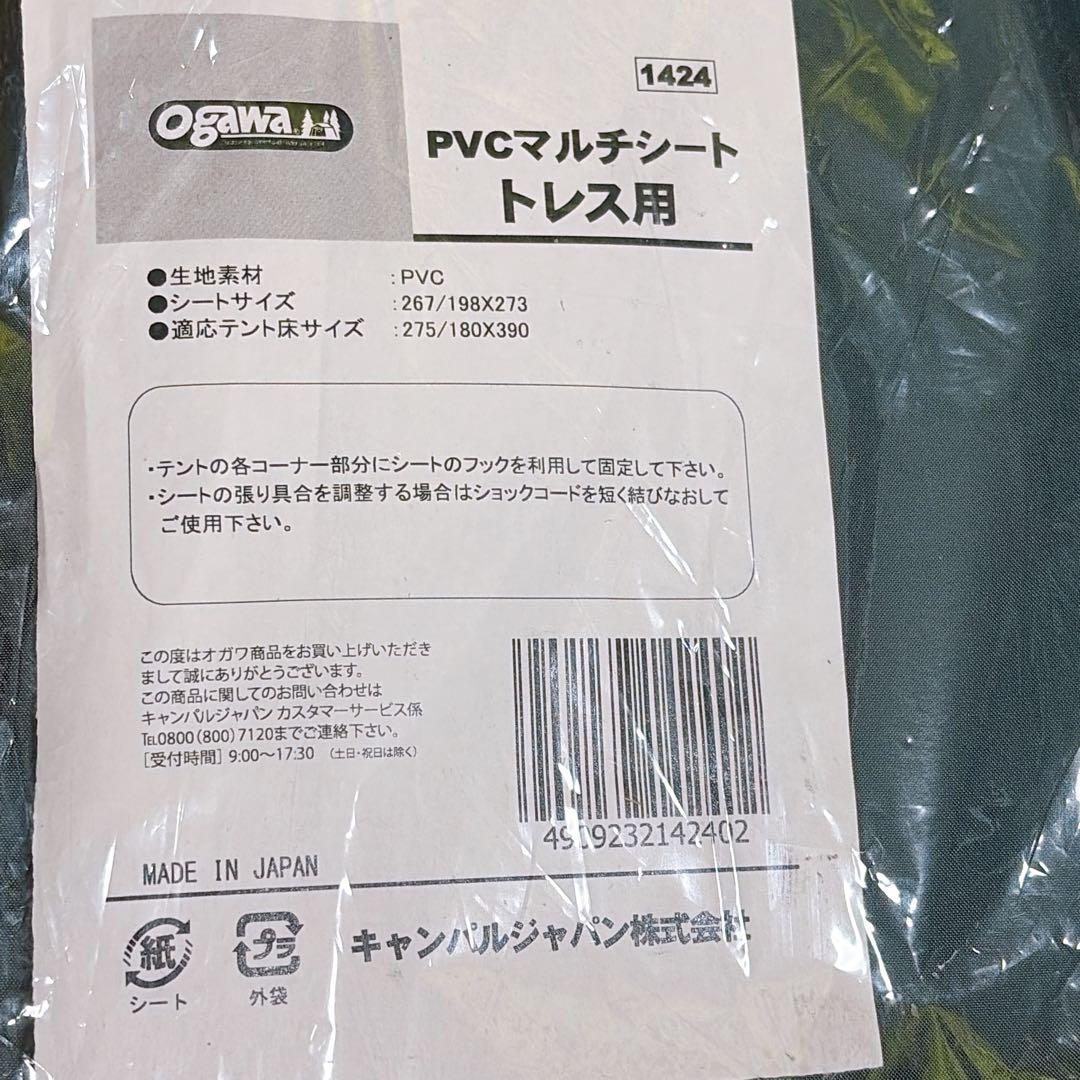 1424
ogawa
PVCマルチシート
トレス用
●生地素材 :PVC
●シートサイズ :267/198X273
●適応テント床サイズ :275/180X390
・テントの各コーナー部分にシートのフックを利用して固定して下さい。
・シートの張り具合を調整する場合はショックコードを短く結びなおして
ご使用下さい。
この度はオガワ商品をお買い上げいただき
まして誠にありがとうございます。
この商品に関してのお問い合わせは
キャンパルジャパン カスタマーサービス係
TEL0800(800)7120までご連絡下さい。
[受付時間] 9:00〜17:30 (土日・祝日は除く)
4909232142402
MADE IN JAPAN
紙
シート
プラ
外袋
キャンパルジャパン株式会社